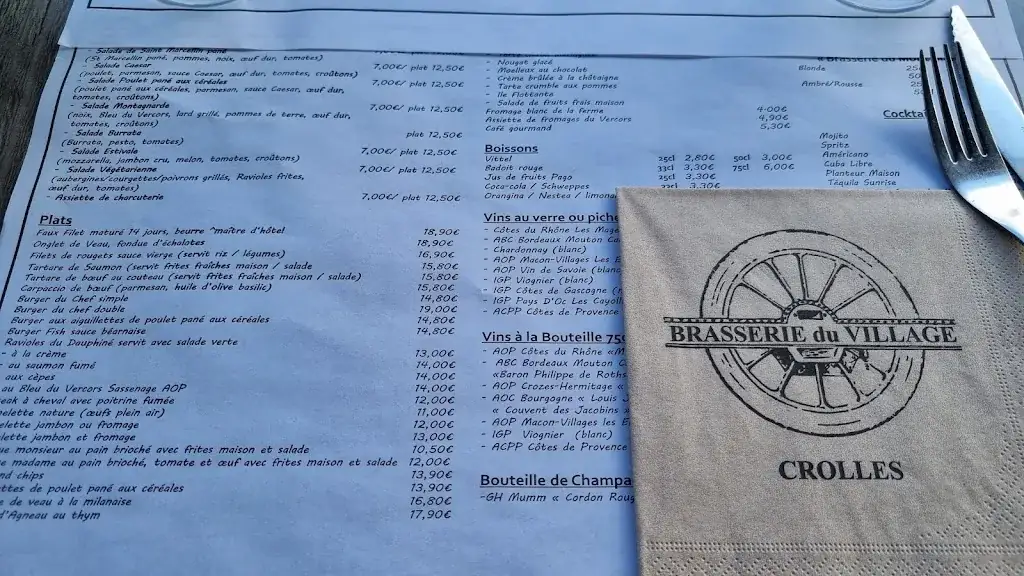 - Salade de Saint Marcellin pané
(St Marcellin pané, pommes, noix, œuf dur, tomates)
- Salade Caesar 7,00€/ plat 12,50€
(poulet, parmesan, sauce Caesar, œuf dur, tomates, croûtons)
- Salade Poulet pané aux céréales 7,00€/ plat 12,50€
(poulet pané aux céréales, parmesan, sauce Caesar, œuf dur,
tomates, croûtons)
- Salade Montagnarde 7,00€/ plat 12,50€
(noix, Bleu du Vercors, lard grillé, pommes de terre, œuf dur,
tomates, croûtons)
- Salade Burrata plat 12,50€
(Burrata, pesto, tomates)
- Salade Estivale 7,00€/ plat 12,50€
(mozzarella, jambon cru, melon, tomates, croûtons)
- Salade Végétarienne 7,00€/ plat 12,50€
(aubergines/courgettes/poivrons grillés, Ravioles frites,
œuf dur, tomates)
- Assiette de charcuterie 7,00€/ plat 12,50€
Plats
Faux Filet maturé 14 jours, beurre "maître d'hôtel 18,90€
Onglet de Veau, fondue d'échalotes 18,90€
Filets de rougets sauce vierge (servit riz / légumes) 16,90€
Tartare de Saumon (servit frites fraîches maison / salade 15,80€
Tartare de bœuf au couteau (servit frites fraîches maison / salade) 15,80€
Carpaccio de bœuf (parmesan, huile d'olive basilic) 15,80€
Burger du Chef simple 14,80€
Burger du chef double 19,00€
Burger aux aiguillettes de poulet pané aux céréales 14,80€
Burger Fish sauce béarnaise 14,80€
Ravioles du Dauphiné servit avec salade verte
- à la crème 13,00€
au saumon fumé 14,00€
aux cèpes 14,00€
au Bleu du Vercors Sassenage AOP 14,00€
eak à cheval avec poitrine fumée 12,00€
elette nature (œufs plein air) 11,00€
elette jambon ou fromage 12,00€
lette jambon et fromage 13,00€
ue monsieur au pain brioché avec frites maison et salade 10,50€
e madame au pain brioché, tomate et œuf avec frites maison et salade 12,00€
nd chips 13,90€
ttes de poulet pané aux céréales 13,90€
e de veau à la milanaise 16,80€
d'Agneau au thym 17,90€
- Nougat glacé
- Moelleux au chocolat
- Crème brûlée à la châtaigne
- Tarte crumble aux pommes
- Ile Flottante
- Salade de fruits frais maison
Fromage blanc de la ferme 4,00€
Assiette de fromages du Vercors 4,90€
Café gourmand 5,30€
Boissons
Vittel 25cl 2,80€ 50cl 3,00€
Badoit rouge 33cl 3,30€ 75cl 6,00€
Jus de fruits Pago 25cl 3,30€
Coca-cola / Schweppes 33cl 3,30€
Orangina / Nestea / limona
Vins au verre ou piche
- Côtes du Rhône Les Mage
- ABC Bordeaux Mouton Ca
- Chardonnay (blanc)
- AOP Macon-Villages Les B
- AOP Vin de Savoie (blanc
- IGP Viognier (blanc)
- IGP Côtes de Gascogne (
- IGP Pays D'Oc Les Cayoll
- ACPP Côtes de Provence
Vins à la Bouteille 75c
- AOP Côtes du Rhône «M
- ABC Bordeaux Mouton C
«Baron Philippe de Roths
- AOP Crozes-Hermitage «
- AOC Bourgogne « Louis J
« Couvent des Jacobins »
- AOP Macon-Villages les B
- IGP Viognier (blanc)
- ACPP Côtes de Provence
Bouteille de Champa
-GH Mumm « Cordon Roug
« Brasserie du
Blonde 25
50
Ambré/Rousse 25
50
Cockta
Mojito
Spritz
Américano
Cuba Libre
Planteur Maison
Téquila Sunrise
BRASSERIE du VILLAGE
CROLLES